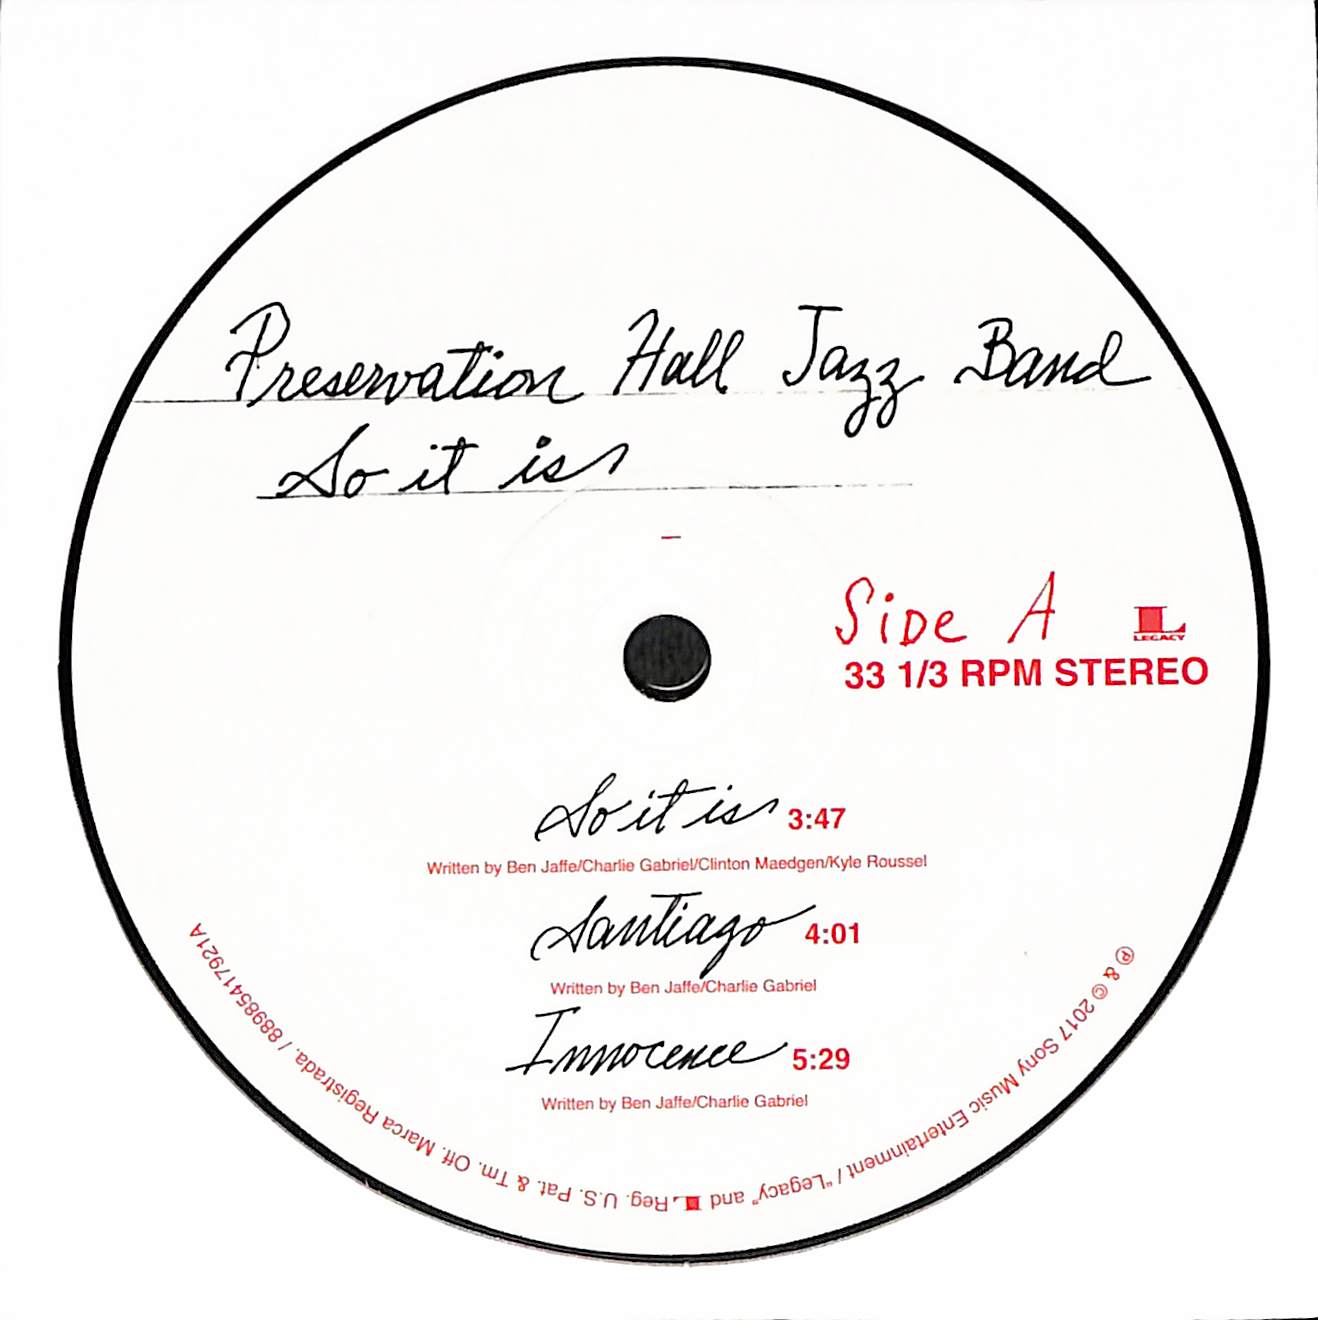 Preservation Hall Jazz Band
So it is
Side A
LEGACY
33 1/3 RPM STEREO
So it is 3:47
Written by Ben Jaffe/Charlie Gabriel/Clinton Maedgen/Kyle Roussel
Santiago 4:01
Written by Ben Jaffe/Charlie Gabriel
Innocence 5:29
Written by Ben Jaffe/Charlie Gabriel
℗ & © 2017 Sony Music Entertainment / "Legacy" and L Reg. U.S. Pat. & Tm. Off. Marca Registrada. / 88985417921A